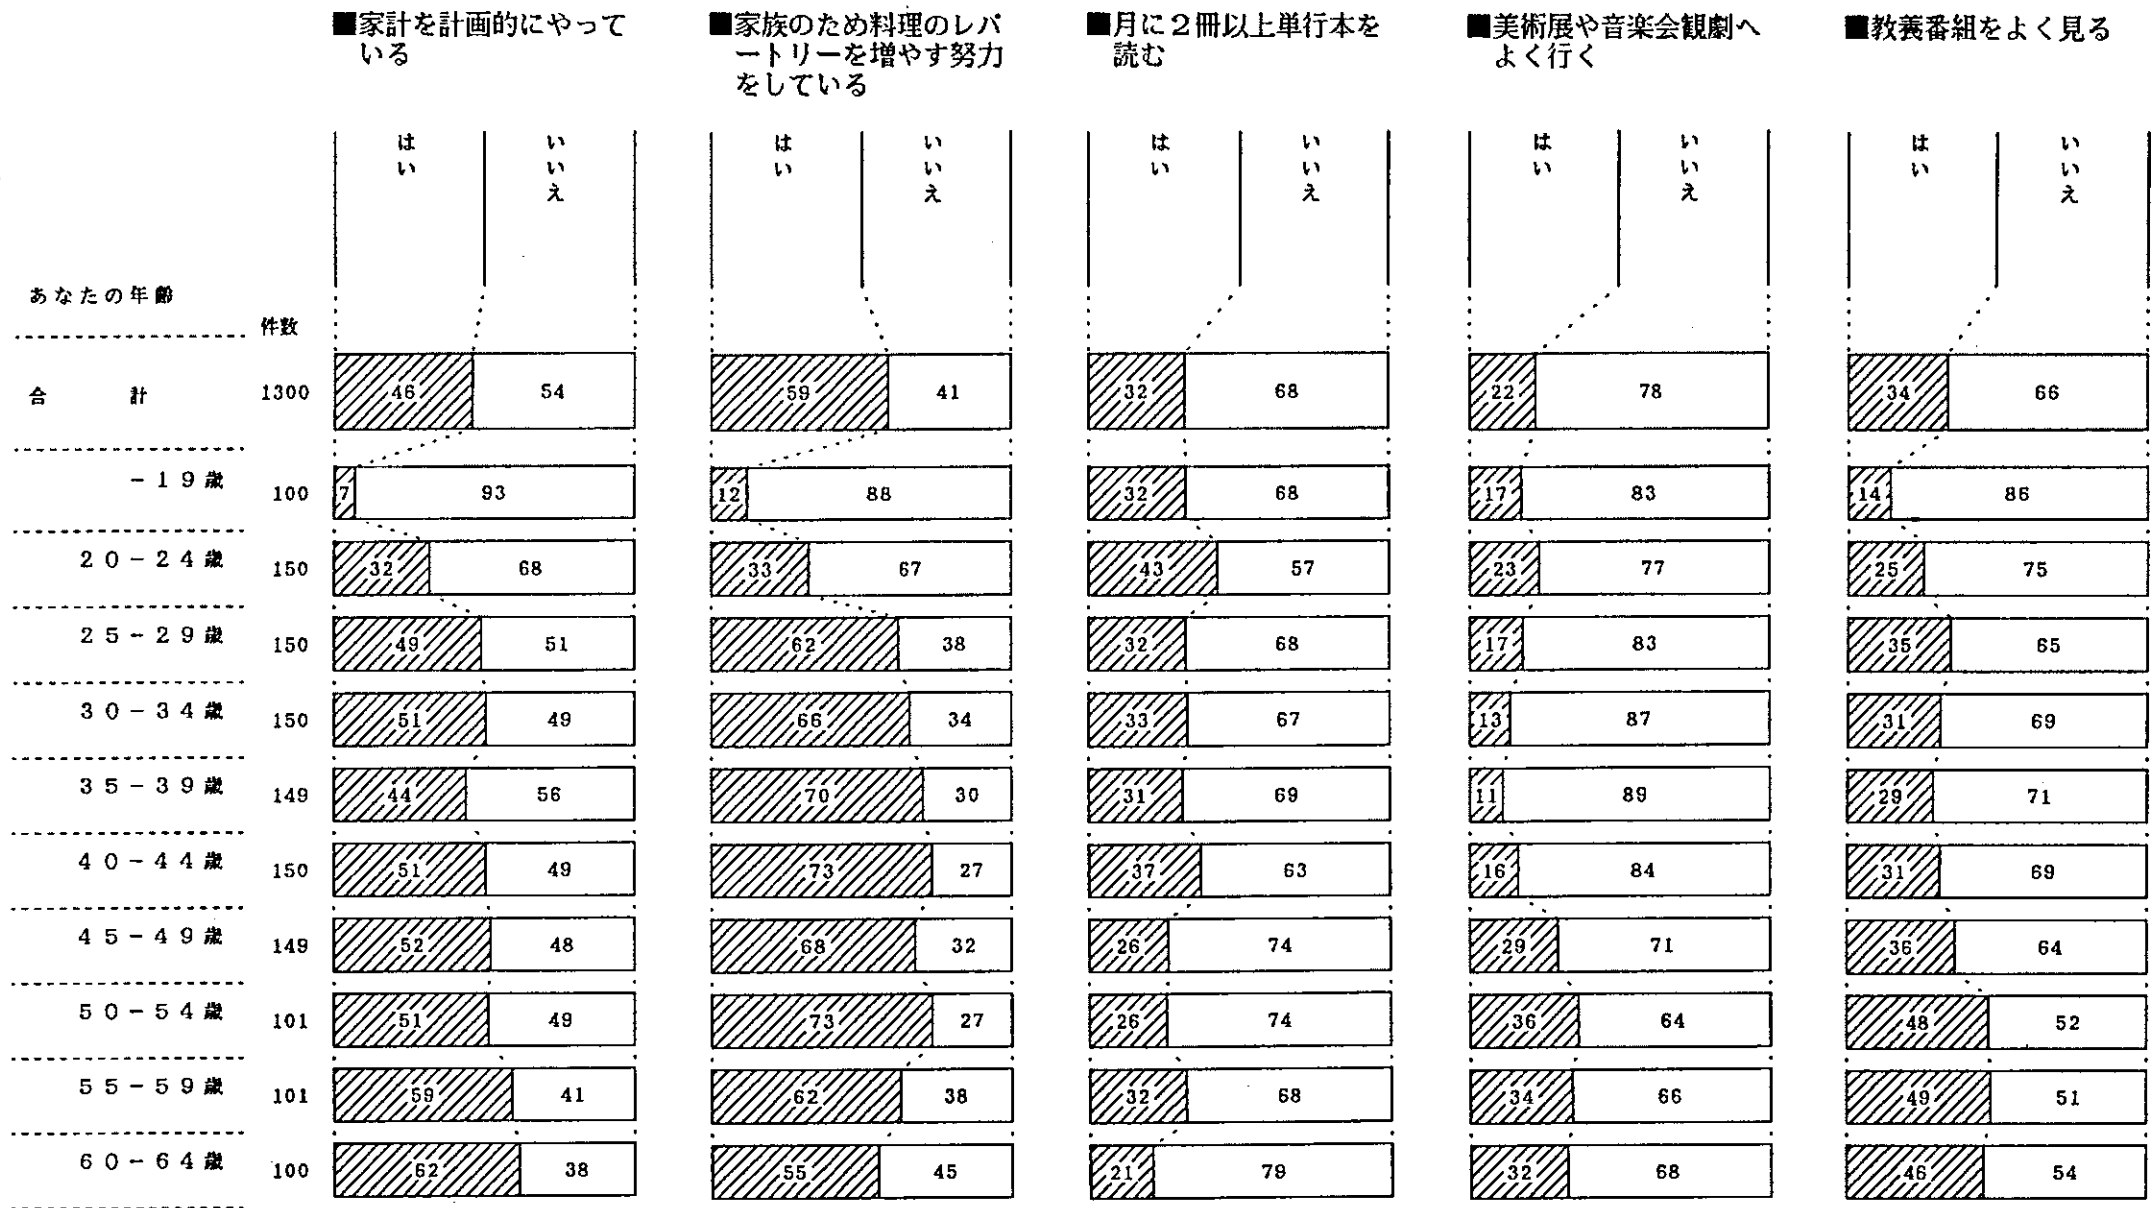 ■家計を計画的にやって
いる
■家族のため料理のレパ
ートリーを増やす努力
をしている
■月に２冊以上単行本を
読む
■美術展や音楽会観劇へ
よく行く
■教養番組をよく見る
はい いいえ はい いいえ はい いいえ はい いいえ はい いいえ
あなたの年齢
件数
合計 1300 46 54 59 41 32 68 22 78 34 66
－１９歳 100 7 93 12 88 32 68 17 83 14 86
２０－２４歳 150 32 68 33 67 43 57 23 77 25 75
２５－２９歳 150 49 51 62 38 32 68 17 83 35 65
３０－３４歳 150 51 49 66 34 33 67 13 87 31 69
３５－３９歳 149 44 56 70 30 31 69 11 89 29 71
４０－４４歳 150 51 49 73 27 37 63 16 84 31 69
４５－４９歳 149 52 48 68 32 26 74 29 71 36 64
５０－５４歳 101 51 49 73 27 26 74 36 64 48 52
５５－５９歳 101 59 41 62 38 32 68 34 66 49 51
６０－６４歳 100 62 38 55 45 21 79 32 68 46 54